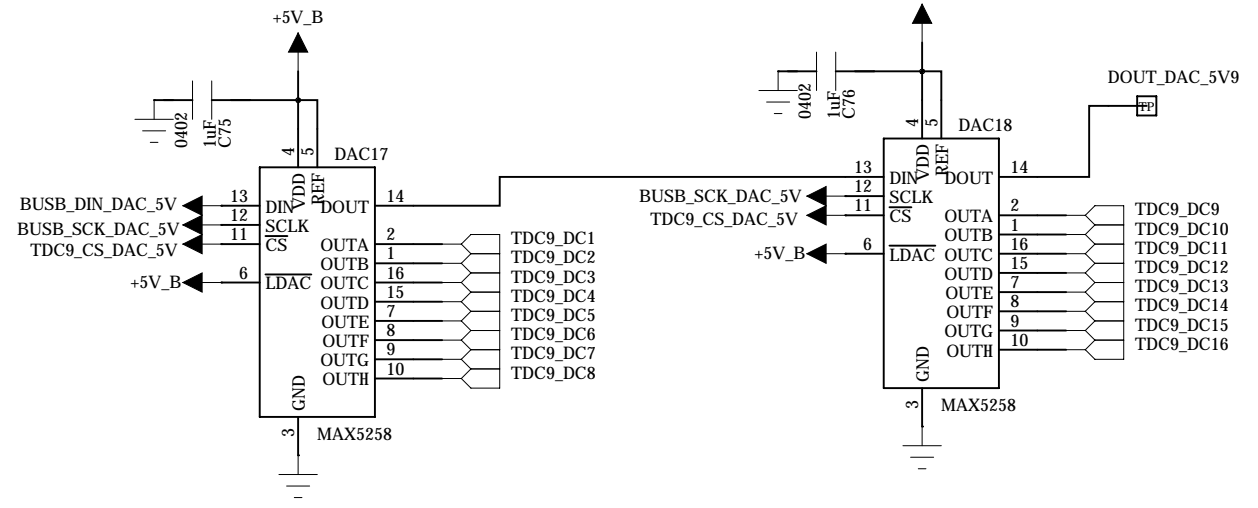 +5V_B
0402
1uF
C75
4
5
DAC17
VDD
REF
BUSB_DIN_DAC_5V
13
DIN
DOUT
14
BUSB_SCK_DAC_5V
12
SCLK
TDC9_CS_DAC_5V
11
CS
+5V_B
6
LDAC
OUTA
2
TDC9_DC1
OUTB
1
TDC9_DC2
OUTC
16
TDC9_DC3
OUTD
15
TDC9_DC4
OUTE
7
TDC9_DC5
OUTF
8
TDC9_DC6
OUTG
9
TDC9_DC7
OUTH
10
TDC9_DC8
GND
3
MAX5258
0402
1uF
C76
4
5
DAC18
VDD
REF
DOUT_DAC_5V9
TP
13
DIN
DOUT
14
BUSB_SCK_DAC_5V
12
SCLK
TDC9_CS_DAC_5V
11
CS
+5V_B
6
LDAC
OUTA
2
TDC9_DC9
OUTB
1
TDC9_DC10
OUTC
16
TDC9_DC11
OUTD
15
TDC9_DC12
OUTE
7
TDC9_DC13
OUTF
8
TDC9_DC14
OUTG
9
TDC9_DC15
OUTH
10
TDC9_DC16
GND
3
MAX5258